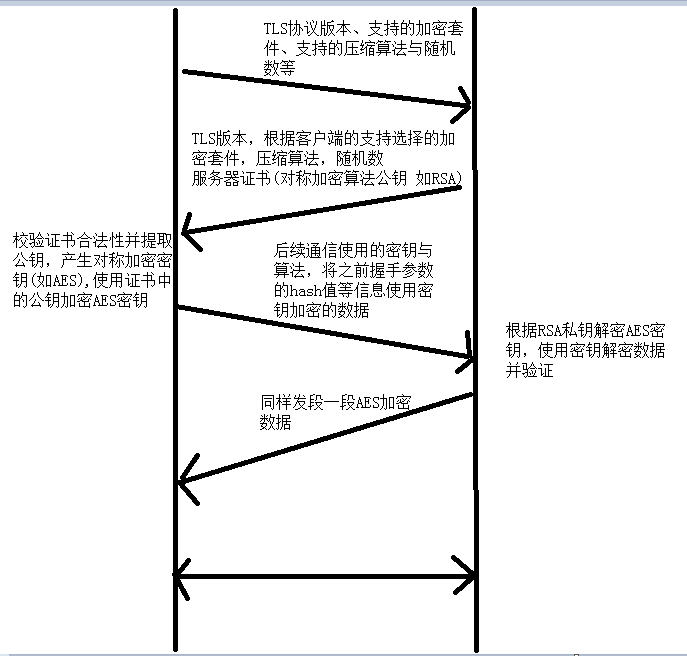 TLS协议版本、支持的加密套
件、支持的压缩算法与随机
数等
TLS版本，根据客户端的支持选择的加
密套件，压缩算法，随机数
服务器证书(对称加密算法公钥 如RSA)
校验证书合法性并提取
公钥，产生对称加密密
钥(如AES),使用证书中
的公钥加密AES密钥
后续通信使用的密钥与
算法，将之前握手参数
的hash值等信息使用密
钥加密的数据
根据RSA私钥解密AES密
钥，使用密钥解密数据
并验证
同样发段一段AES加密
数据